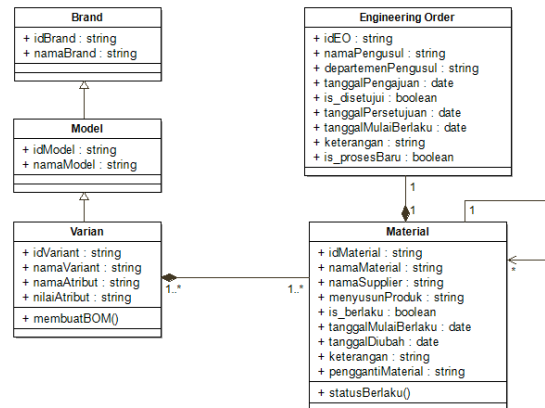 Brand
+ idBrand : string
+ namaBrand : string
Model
+ idModel : string
+ namaModel : string
Varian
+ idVariant : string
+ namaVariant : string
+ namaAtribut : string
+ nilaiAtribut : string
+ membuatBOM()
1..*
1..*
Engineering Order
+ idEO : string
+ namaPengusul : string
+ departemenPengusul : string
+ tanggalPengajuan : date
+ is_disetujui : boolean
+ tanggalPersetujuan : date
+ tanggalMulaiBerlaku : date
+ keterangan : string
+ is_prosesBaru : boolean
1
1
1
*
Material
+ idMaterial : string
+ namaMaterial : string
+ namaSupplier : string
+ menyusunProduk : string
+ is_berlaku : boolean
+ tanggalMulaiBerlaku : date
+ tanggalDiubah : date
+ keterangan : string
+ penggantiMaterial : string
+ statusBerlaku()